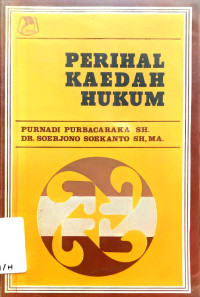 PERIHAL
KAEDAH
HUKUM
PURNADI PURBACARAKA SH.
DR. SOERJONO SOEKANTO SH, MA.